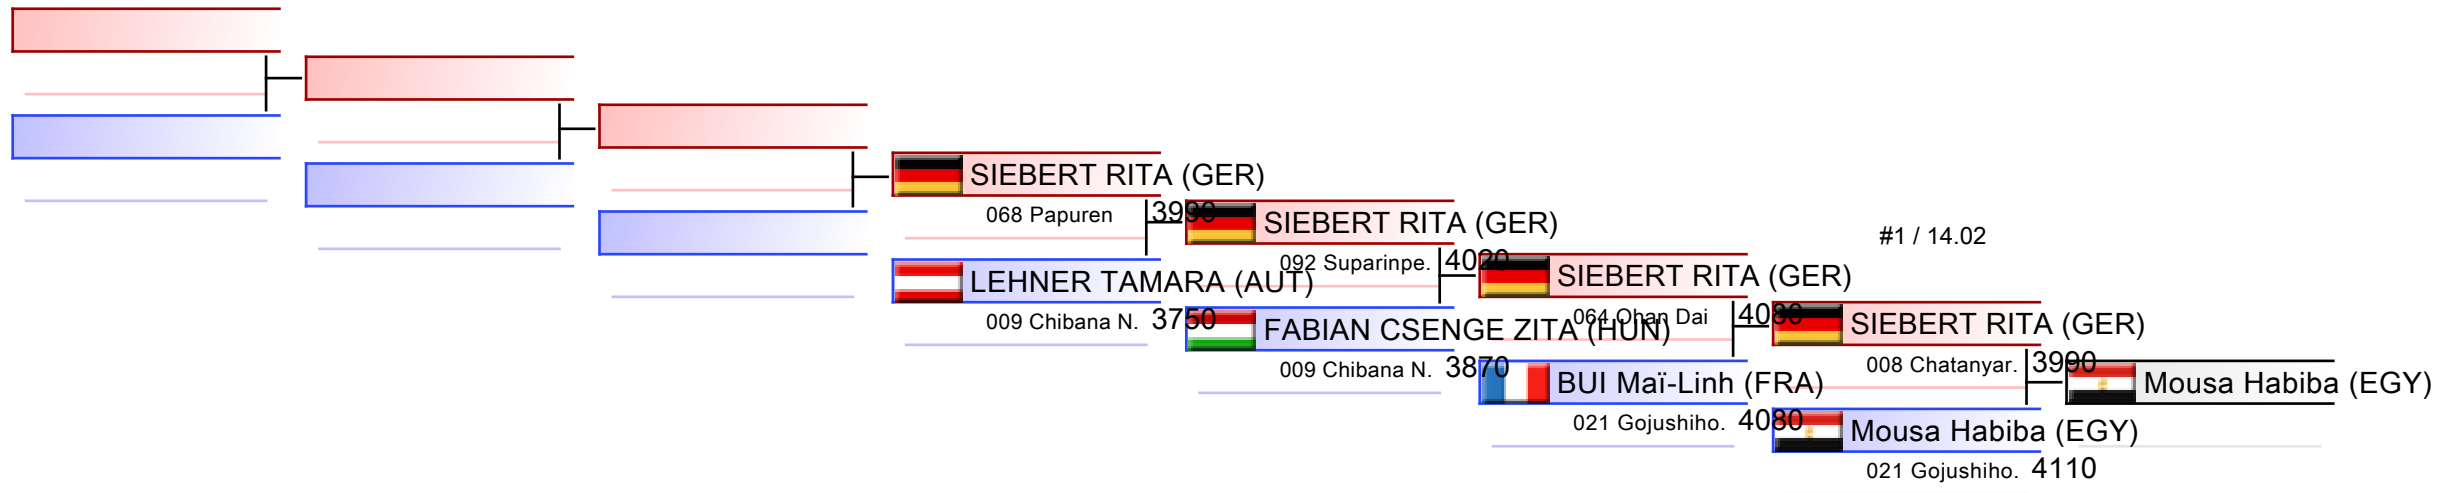 SIEBERT RITA (GER)
068 Papuren 3990
LEHNER TAMARA (AUT)
009 Chibana N. 3750
SIEBERT RITA (GER)
092 Suparinpe. 4020
FABIAN CSENGE ZITA (HUN)
009 Chibana N. 3870
SIEBERT RITA (GER)
064 Ohan Dai 4080
BUI Maï-Linh (FRA)
021 Gojushiho. 4080
#1 / 14.02
SIEBERT RITA (GER)
008 Chatanyar. 3990
Mousa Habiba (EGY)
021 Gojushiho. 4110
Mousa Habiba (EGY)